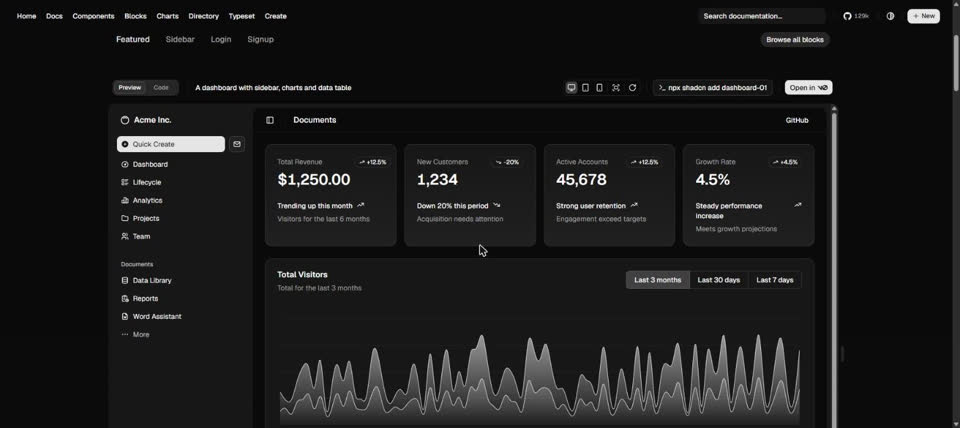 Home Docs Components Blocks Charts Directory Typeset Create
Search documentation...
129k
+ New
Featured Sidebar Login Signup
Browse all blocks
Preview Code
A dashboard with sidebar, charts and data table
>_ npx shadcn add dashboard-01
Open in v0
Acme Inc.
Quick Create
Dashboard
Lifecycle
Analytics
Projects
Team
Documents
Data Library
Reports
Word Assistant
... More
Documents
GitHub
Total Revenue
+12.5%
$1,250.00
Trending up this month
Visitors for the last 6 months
New Customers
-20%
1,234
Down 20% this period
Acquisition needs attention
Active Accounts
+12.5%
45,678
Strong user retention
Engagement exceed targets
Growth Rate
+4.5%
4.5%
Steady performance
increase
Meets growth projections
Total Visitors
Total for the last 3 months
Last 3 months Last 30 days Last 7 days